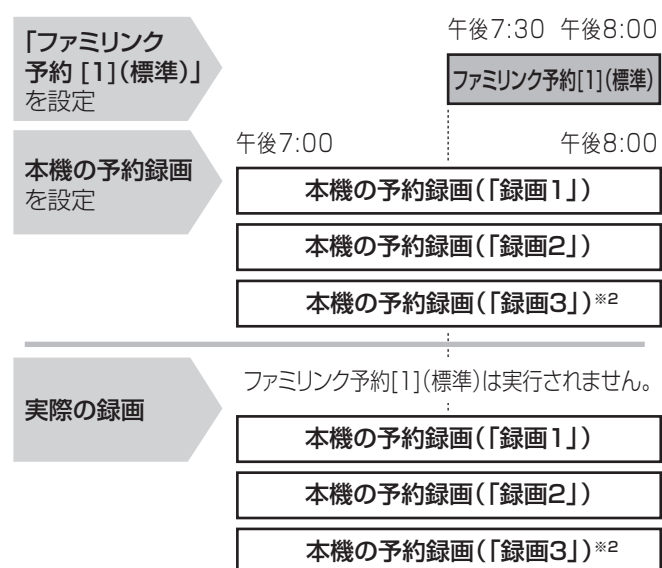 「ファミリンク
予約 [1](標準)」
を設定
午後7:30 午後8:00
ファミリンク予約[1](標準)
本機の予約録画
を設定
午後7:00 午後8:00
本機の予約録画(「録画1」)
本機の予約録画(「録画2」)
本機の予約録画(「録画3」)※2
実際の録画
ファミリンク予約[1](標準)は実行されません。
本機の予約録画(「録画1」)
本機の予約録画(「録画2」)
本機の予約録画(「録画3」)※2